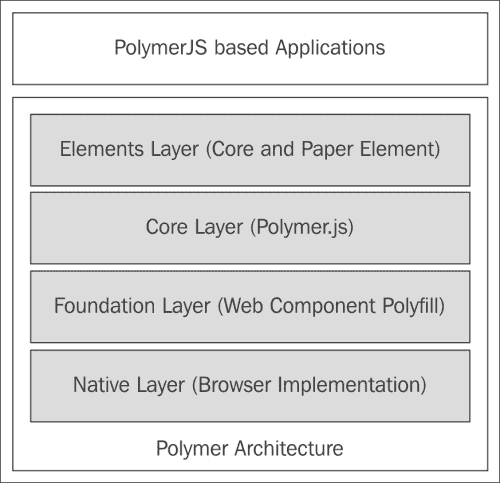 PolymerJS based Applications
Elements Layer (Core and Paper Element)
Core Layer (Polymer.js)
Foundation Layer (Web Component Polyfill)
Native Layer (Browser Implementation)
Polymer Architecture